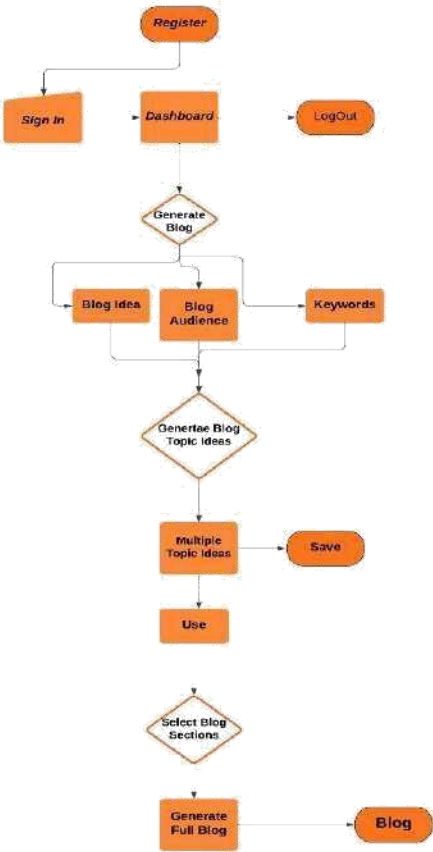 Register
Sign In
Dashboard
LogOut
Generate
Blog
Blog Idea
Blog
Audience
Keywords
Genertae Blog
Topic Ideas
Multiple
Topic Ideas
Save
Use
Select Blog
Sections
Generate
Full Blog
Blog